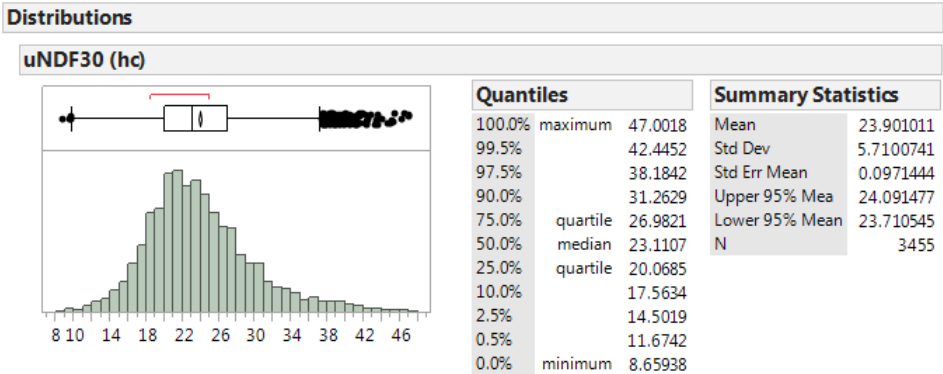 Distributions
uNDF30 (hc)
8 10 14 18 22 26 30 34 38 42 46
Quantiles
100.0% maximum 47.0018
99.5% 42.4452
97.5% 38.1842
90.0% 31.2629
75.0% quartile 26.9821
50.0% median 23.1107
25.0% quartile 20.0685
10.0% 17.5634
2.5% 14.5019
0.5% 11.6742
0.0% minimum 8.65938
Summary Statistics
Mean 23.901011
Std Dev 5.7100741
Std Err Mean 0.0971444
Upper 95% Mea 24.091477
Lower 95% Mean 23.710545
N 3455